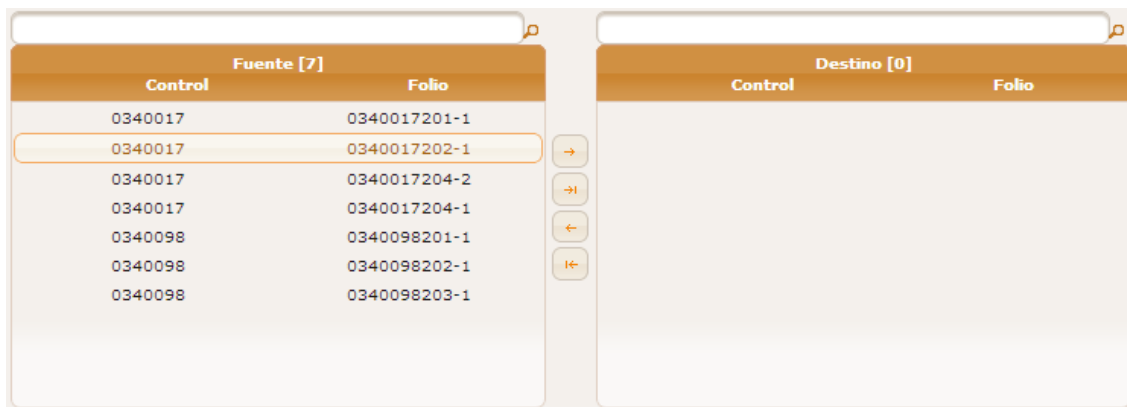 Fuente [7]
Control Folio
0340017 0340017201-1
0340017 0340017202-1
0340017 0340017204-2
0340017 0340017204-1
0340098 0340098201-1
0340098 0340098202-1
0340098 0340098203-1
Destino [0]
Control Folio